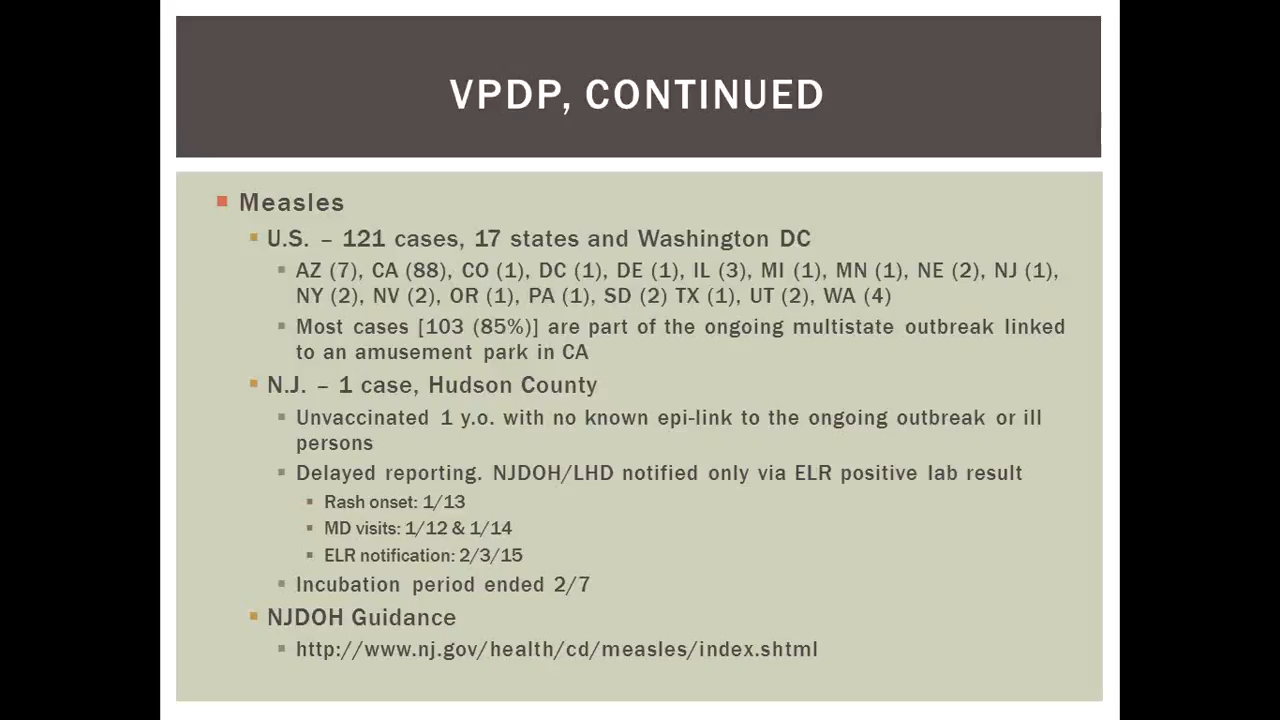 VPDP, CONTINUED
Measles
U.S. – 121 cases, 17 states and Washington DC
AZ (7), CA (88), CO (1), DC (1), DE (1), IL (3), MI (1), MN (1), NE (2), NJ (1),
NY (2), NV (2), OR (1), PA (1), SD (2) TX (1), UT (2), WA (4)
Most cases [103 (85%)] are part of the ongoing multistate outbreak linked
to an amusement park in CA
N.J. – 1 case, Hudson County
Unvaccinated 1 y.o. with no known epi-link to the ongoing outbreak or ill
persons
Delayed reporting. NJDOH/LHD notified only via ELR positive lab result
Rash onset: 1/13
MD visits: 1/12 & 1/14
ELR notification: 2/3/15
Incubation period ended 2/7
NJDOH Guidance
http://www.nj.gov/health/cd/measles/index.shtml